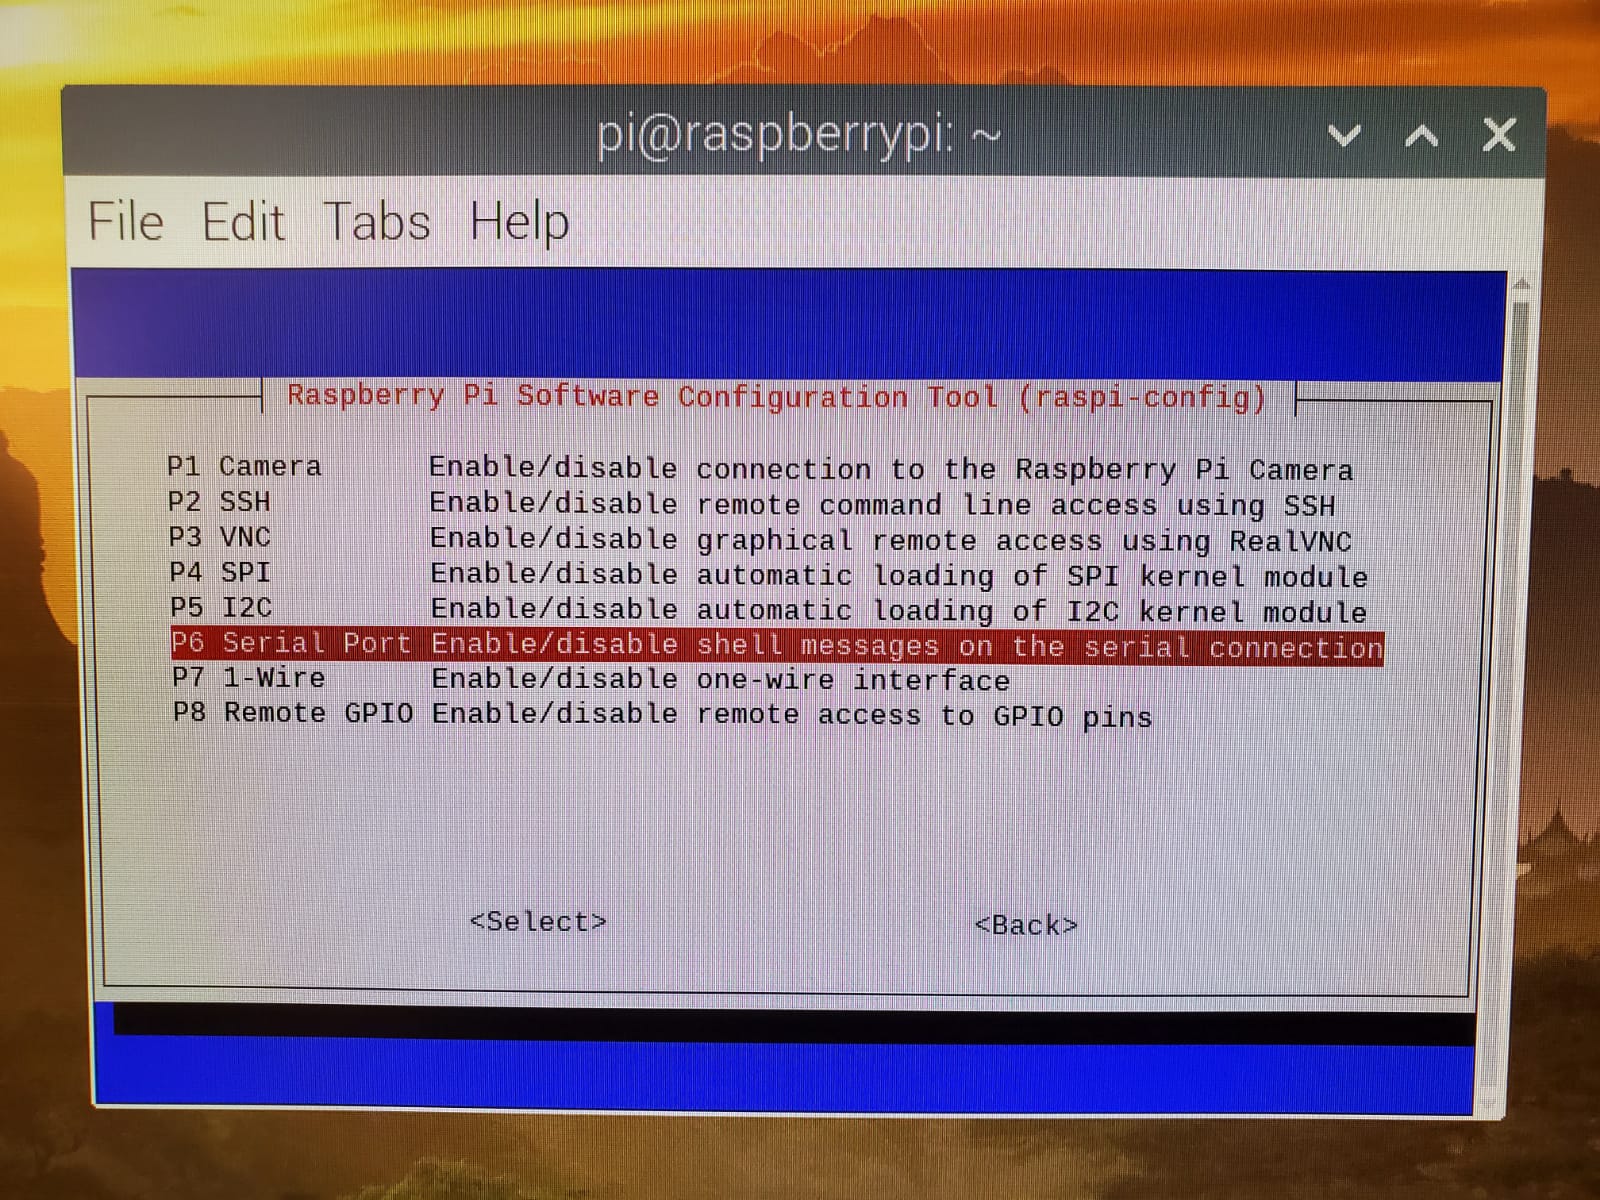 pi@raspberrypi: ~
File Edit Tabs Help
Raspberry Pi Software Configuration Tool (raspi-config)
P1 Camera Enable/disable connection to the Raspberry Pi Camera
P2 SSH Enable/disable remote command line access using SSH
P3 VNC Enable/disable graphical remote access using RealVNC
P4 SPI Enable/disable automatic loading of SPI kernel module
P5 I2C Enable/disable automatic loading of I2C kernel module
P6 Serial Port Enable/disable shell messages on the serial connection
P7 1-Wire Enable/disable one-wire interface
P8 Remote GPIO Enable/disable remote access to GPIO pins
<Select> <Back>